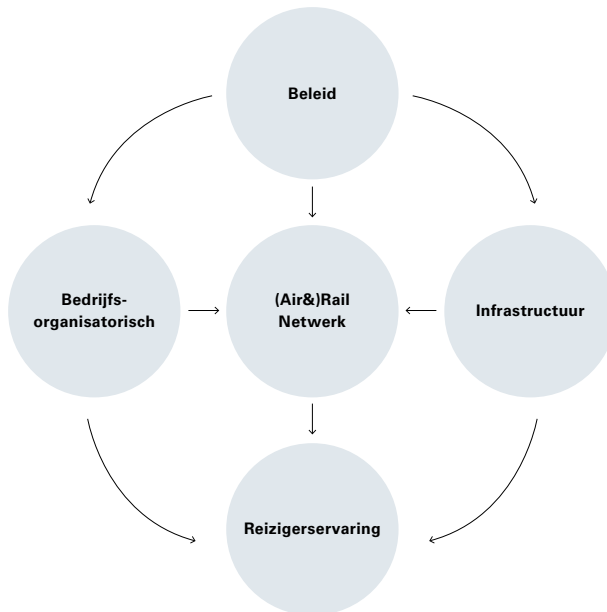 Beleid
Bedrijfs-
organisatorisch
(Air&)Rail
Netwerk
Infrastructuur
Reizigerservaring